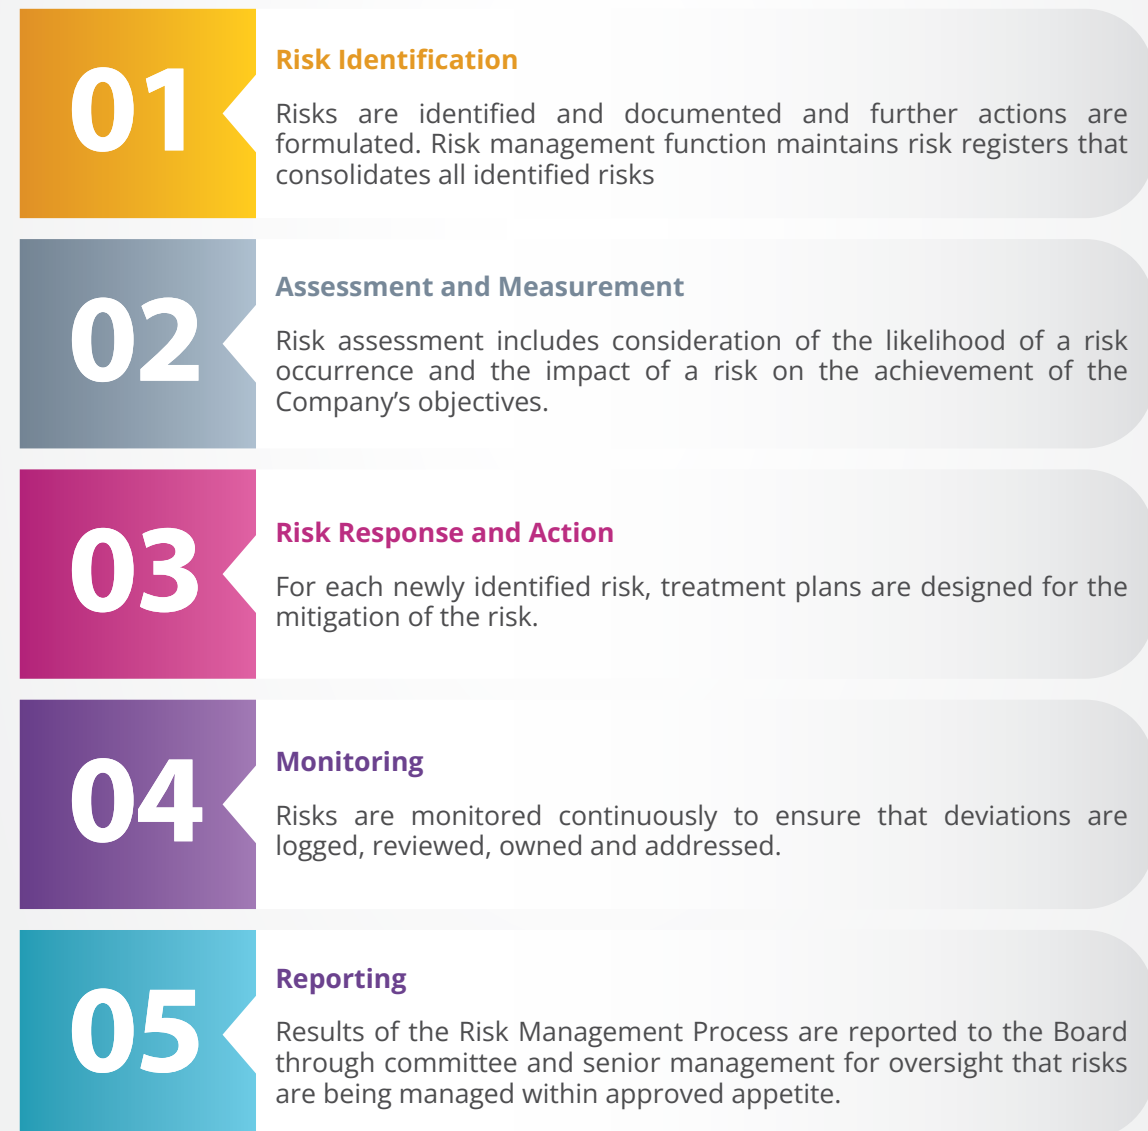 01
Risk Identification
Risks are identified and documented and further actions are
formulated. Risk management function maintains risk registers that
consolidates all identified risks
02
Assessment and Measurement
Risk assessment includes consideration of the likelihood of a risk
occurrence and the impact of a risk on the achievement of the
Company’s objectives.
03
Risk Response and Action
For each newly identified risk, treatment plans are designed for the
mitigation of the risk.
04
Monitoring
Risks are monitored continuously to ensure that deviations are
logged, reviewed, owned and addressed.
05
Reporting
Results of the Risk Management Process are reported to the Board
through committee and senior management for oversight that risks
are being managed within approved appetite.